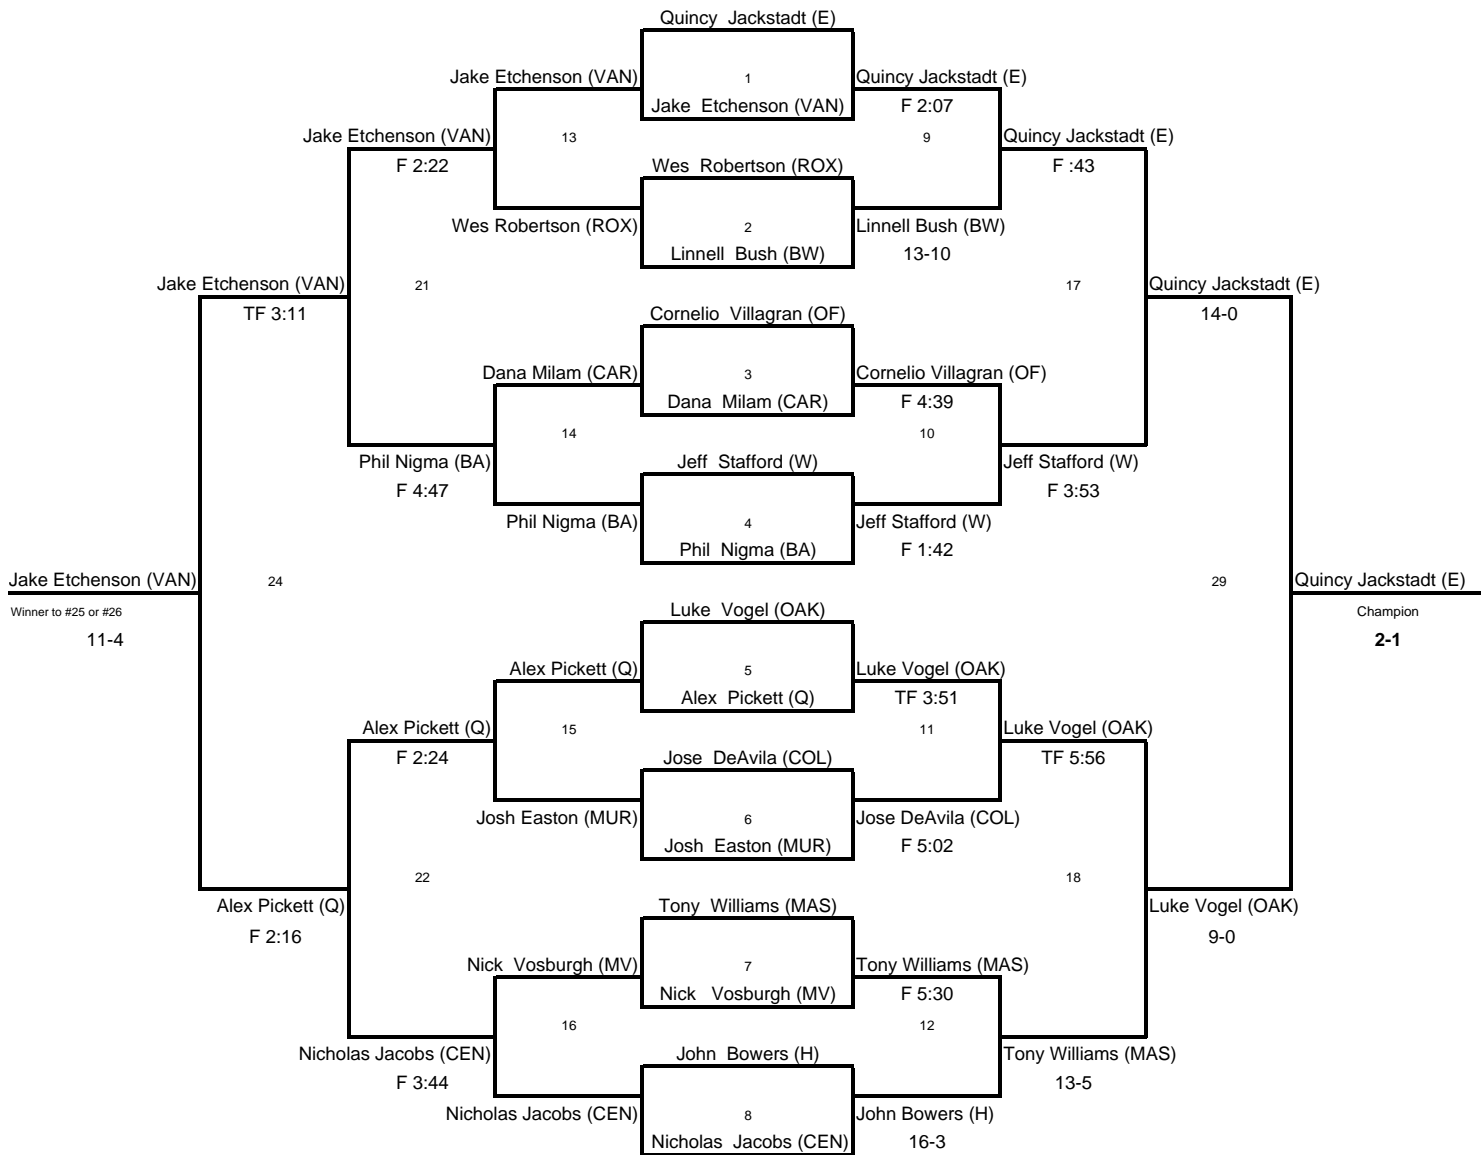 Quincy Jackstadt (E)
Jake Etchenson (VAN)
1
Quincy Jackstadt (E)
Jake Etchenson (VAN)
F 2:07
Jake Etchenson (VAN)
13
9
Quincy Jackstadt (E)
F 2:22
Wes Robertson (ROX)
F :43
Wes Robertson (ROX)
2
Linnell Bush (BW)
Linnell Bush (BW)
13-10
Jake Etchenson (VAN)
21
17
Quincy Jackstadt (E)
TF 3:11
Cornelio Villagran (OF)
14-0
Dana Milam (CAR)
3
Cornelio Villagran (OF)
Dana Milam (CAR)
F 4:39
14
10
Phil Nigma (BA)
Jeff Stafford (W)
Jeff Stafford (W)
F 4:47
F 3:53
Phil Nigma (BA)
4
Jeff Stafford (W)
Phil Nigma (BA)
F 1:42
Jake Etchenson (VAN)
24
29
Quincy Jackstadt (E)
Winner to #25 or #26
Luke Vogel (OAK)
Champion
11-4
2-1
Alex Pickett (Q)
5
Luke Vogel (OAK)
Alex Pickett (Q)
TF 3:51
Alex Pickett (Q)
15
11
Luke Vogel (OAK)
F 2:24
Jose DeAvila (COL)
TF 5:56
Josh Easton (MUR)
6
Jose DeAvila (COL)
Josh Easton (MUR)
F 5:02
22
18
Alex Pickett (Q)
Tony Williams (MAS)
Luke Vogel (OAK)
F 2:16
9-0
Nick Vosburgh (MV)
7
Tony Williams (MAS)
Nick Vosburgh (MV)
F 5:30
16
12
Nicholas Jacobs (CEN)
John Bowers (H)
Tony Williams (MAS)
F 3:44
13-5
Nicholas Jacobs (CEN)
8
John Bowers (H)
Nicholas Jacobs (CEN)
16-3